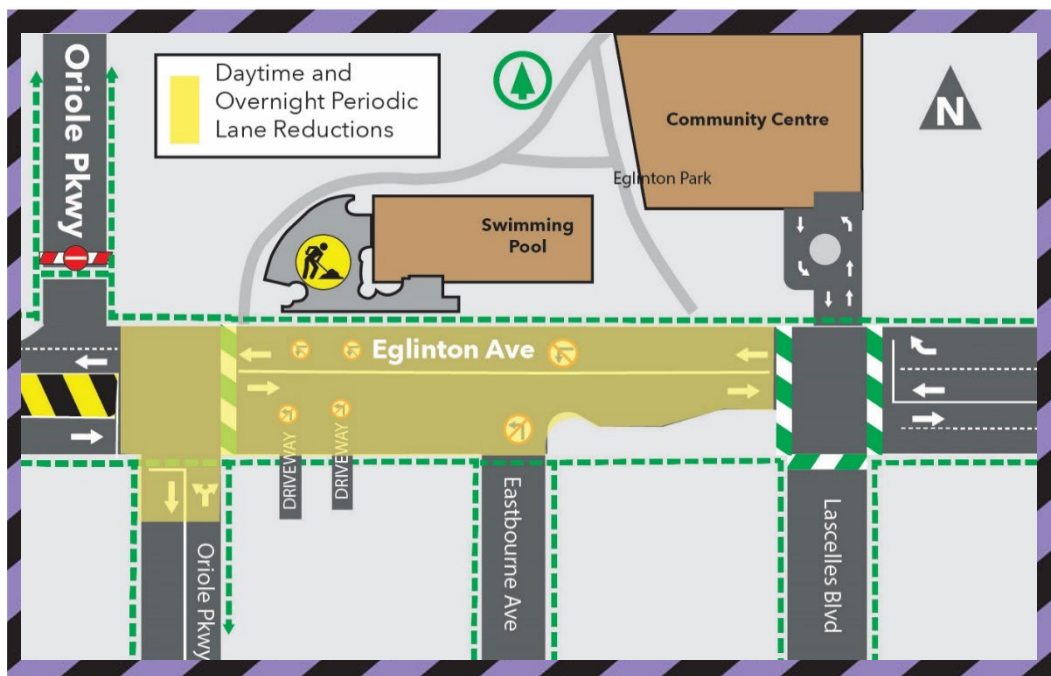 Oriole Pkwy
Daytime and
Overnight Periodic
Lane Reductions
Community Centre
N
Eglinton Park
Swimming
Pool
Eglinton Ave
DRIVEWAY
DRIVEWAY
Oriole Pkwy
Eastbourne Ave
Lascelles Blvd